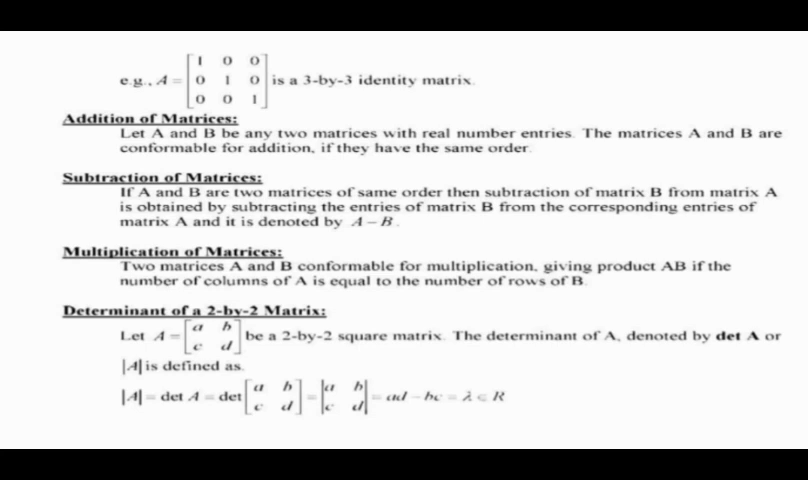 e.g., A = [1 0 0
0 1 0
0 0 1] is a 3-by-3 identity matrix.
Addition of Matrices:
Let A and B be any two matrices with real number entries. The matrices A and B are
conformable for addition, if they have the same order.
Subtraction of Matrices:
If A and B are two matrices of same order then subtraction of matrix B from matrix A
is obtained by subtracting the entries of matrix B from the corresponding entries of
matrix A and it is denoted by A – B.
Multiplication of Matrices:
Two matrices A and B conformable for multiplication, giving product AB if the
number of columns of A is equal to the number of rows of B.
Determinant of a 2-by-2 Matrix:
Let A = [a b
c d] be a 2-by-2 square matrix. The determinant of A, denoted by det A or
|A| is defined as.
|A| = det A = det [a b
c d] = |a b
c d| = ad – bc = λ ∈ R